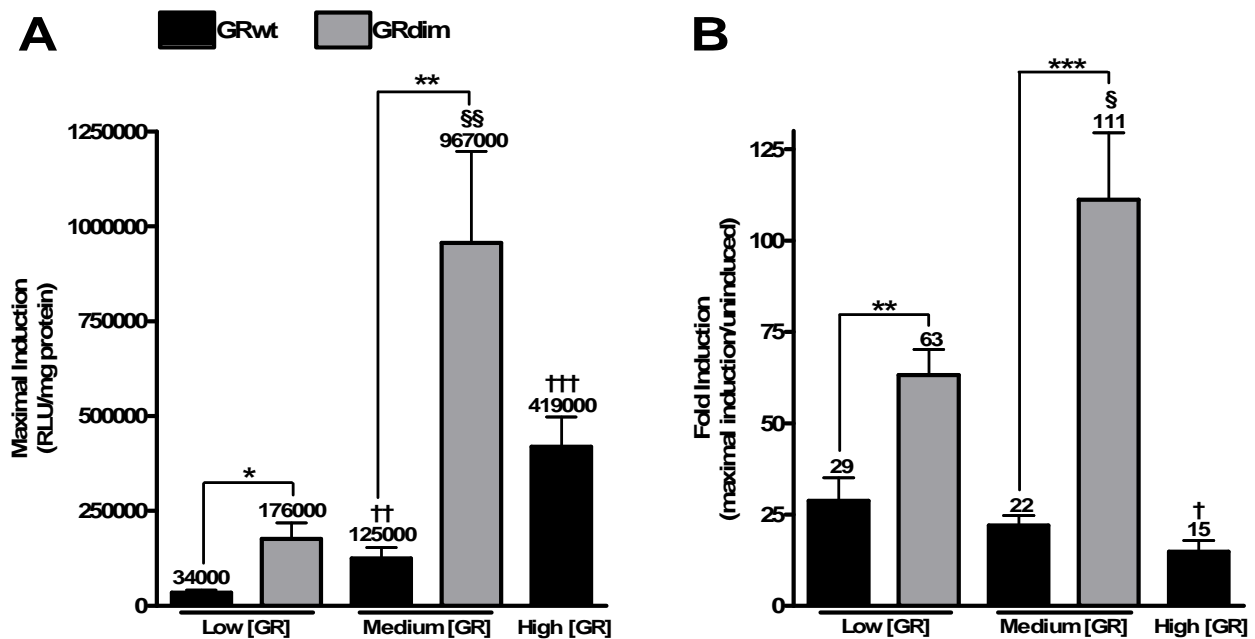 A
GRwt
GRdim
Maximal Induction
(RLU/mg protein)
1250000
1000000
750000
500000
250000
0
**
§§
967000
†††
419000
*
176000
††
125000
34000
Low [GR]
Medium [GR]
High [GR]
B
Fold Induction
(maximal induction/uninduced)
125
100
75
50
25
0
***
§
111
**
63
29
22
†
15
Low [GR]
Medium [GR]
High [GR]